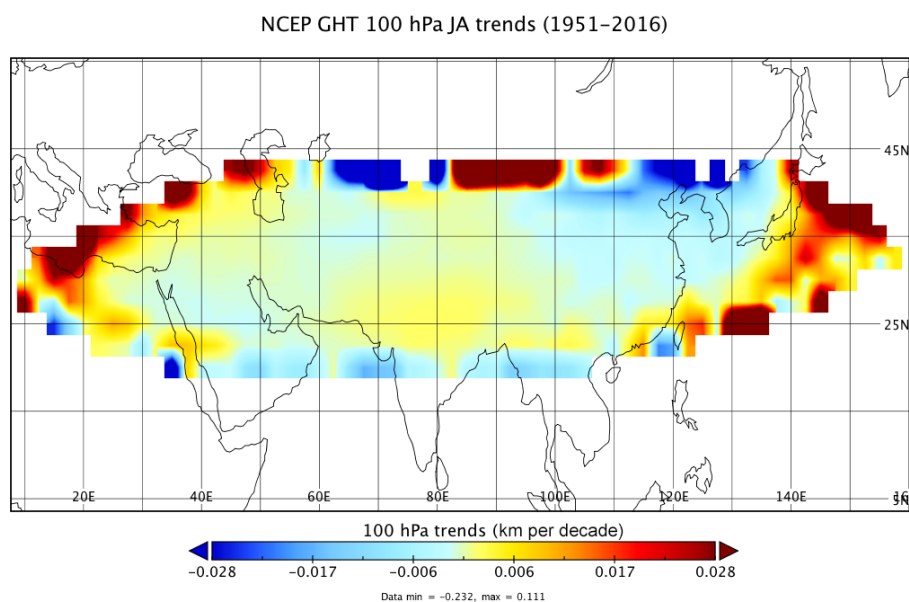 NCEP GHT 100 hPa JA trends (1951-2016)
45N
25N
5N
20E 40E 60E 80E 100E 120E 140E 16
100 hPa trends (km per decade)
-0.028 -0.017 -0.006 0.006 0.017 0.028
Data min = -0.232, max = 0.111